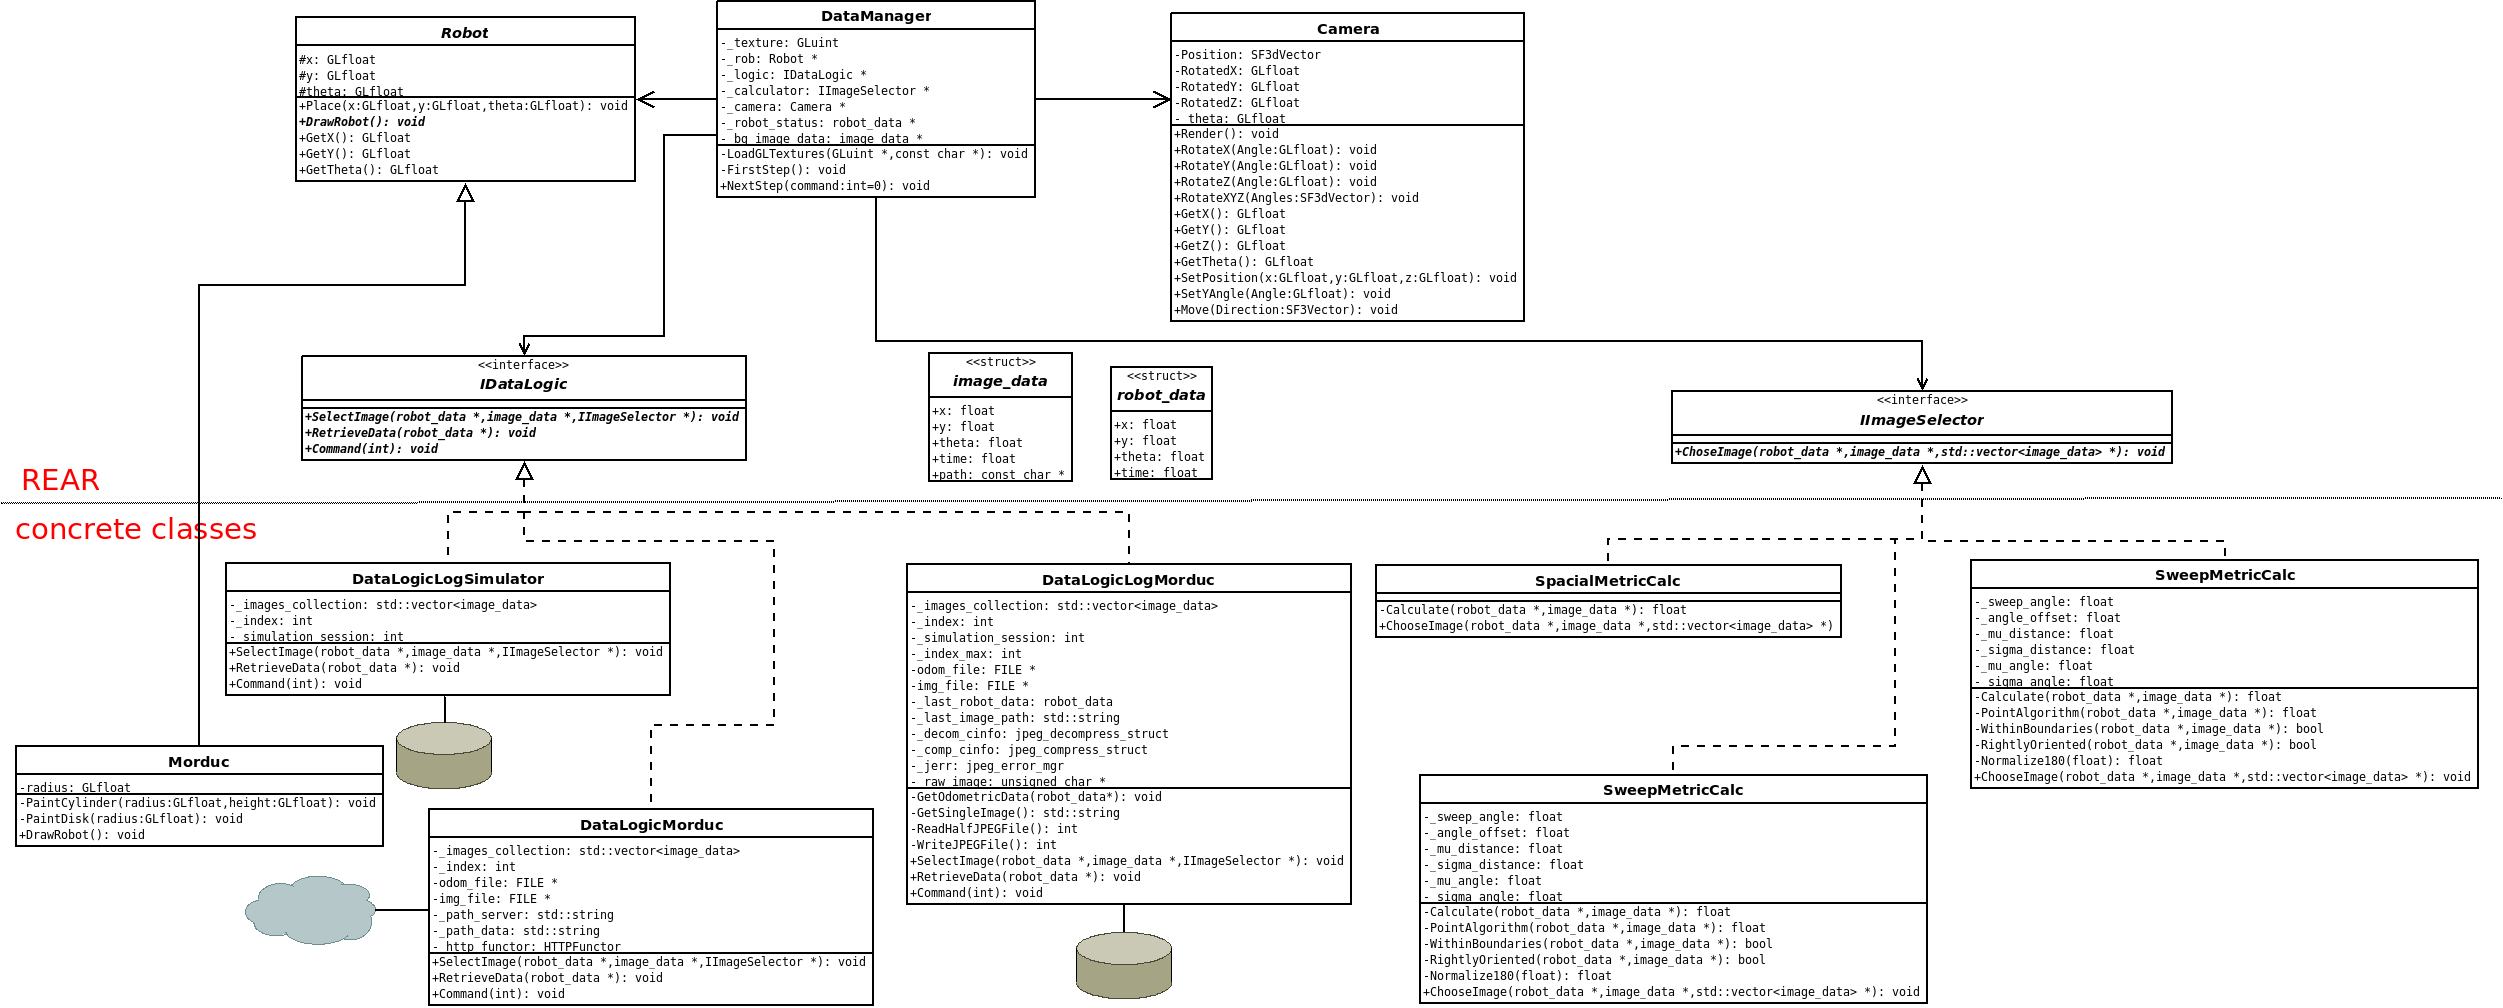 Robot
#x: GLfloat
#y: GLfloat
#theta: GLfloat
+Place(x:GLfloat,y:GLfloat,theta:GLfloat): void
+DrawRobot(): void
+GetX(): GLfloat
+GetY(): GLfloat
+GetTheta(): GLfloat
DataManager
-_texture: GLuint
-_rob: Robot *
-_logic: IDataLogic *
-_calculator: IImageSelector *
-_camera: Camera *
-_robot_status: robot_data *
-_bg_image_data: image_data *
-LoadGLTextures(GLuint *,const char *): void
-FirstStep(): void
+NextStep(command:int=0): void
Camera
-Position: SF3dVector
-RotatedX: GLfloat
-RotatedY: GLfloat
-RotatedZ: GLfloat
-_theta: GLfloat
+Render(): void
+RotateX(Angle:GLfloat): void
+RotateY(Angle:GLfloat): void
+RotateZ(Angle:GLfloat): void
+RotateXYZ(Angles:SF3dVector): void
+GetX(): GLfloat
+GetY(): GLfloat
+GetZ(): GLfloat
+GetTheta(): GLfloat
+SetPosition(x:GLfloat,y:GLfloat,z:GLfloat): void
+SetYAngle(Angle:GLfloat): void
+Move(Direction:SF3Vector): void
<<interface>>
IDataLogic
+SelectImage(robot_data *,image_data *,IImageSelector *): void
+RetrieveData(robot_data *): void
+Command(int): void
<<struct>>
image_data
+x: float
+y: float
+theta: float
+time: float
+path: const char *
<<struct>>
robot_data
+x: float
+y: float
+theta: float
+time: float
<<interface>>
IImageSelector
+ChoseImage(robot_data *,image_data *,std::vector<image_data> *): void
REAR
concrete classes
DataLogicLogSimulator
-_images_collection: std::vector<image_data>
-_index: int
-_simulation_session: int
+SelectImage(robot_data *,image_data *,IImageSelector *): void
+RetrieveData(robot_data *): void
+Command(int): void
DataLogicLogMorduc
-_images_collection: std::vector<image_data>
-_index: int
-_simulation_session: int
-_index_max: int
-odom_file: FILE *
-img_file: FILE *
-_last_robot_data: robot_data
-_last_image_path: std::string
-_decom_cinfo: jpeg_decompress_struct
-_comp_cinfo: jpeg_compress_struct
-_jerr: jpeg_error_mgr
-_raw_image: unsigned char *
-GetOdometricData(robot_data*): void
-GetSingleImage(): std::string
-ReadHalfJPEGFile(): int
-WriteJPEGFile(): int
+SelectImage(robot_data *,image_data *,IImageSelector *): void
+RetrieveData(robot_data *): void
+Command(int): void
SpacialMetricCalc
-Calculate(robot_data *,image_data *): float
+ChooseImage(robot_data *,image_data *,std::vector<image_data> *)
SweepMetricCalc
-_sweep_angle: float
-_angle_offset: float
-_mu_distance: float
-_sigma_distance: float
-_mu_angle: float
-_sigma_angle: float
-Calculate(robot_data *,image_data *): float
-PointAlgorithm(robot_data *,image_data *): float
-WithinBoundaries(robot_data *,image_data *): bool
-RightlyOriented(robot_data *,image_data *): bool
-Normalize180(float): float
+ChooseImage(robot_data *,image_data *,std::vector<image_data> *): void
Morduc
-radius: GLfloat
-PaintCylinder(radius:GLfloat,height:GLfloat): void
-PaintDisk(radius:GLfloat): void
+DrawRobot(): void
DataLogicMorduc
-_images_collection: std::vector<image_data>
-_index: int
-odom_file: FILE *
-img_file: FILE *
-_path_server: std::string
-_path_data: std::string
-_http_functor: HTTPFunctor
+SelectImage(robot_data *,image_data *,IImageSelector *): void
+RetrieveData(robot_data *): void
+Command(int): void
SweepMetricCalc
-_sweep_angle: float
-_angle_offset: float
-_mu_distance: float
-_sigma_distance: float
-_mu_angle: float
-_sigma_angle: float
-Calculate(robot_data *,image_data *): float
-PointAlgorithm(robot_data *,image_data *): float
-WithinBoundaries(robot_data *,image_data *): bool
-RightlyOriented(robot_data *,image_data *): bool
-Normalize180(float): float
+ChooseImage(robot_data *,image_data *,std::vector<image_data> *): void